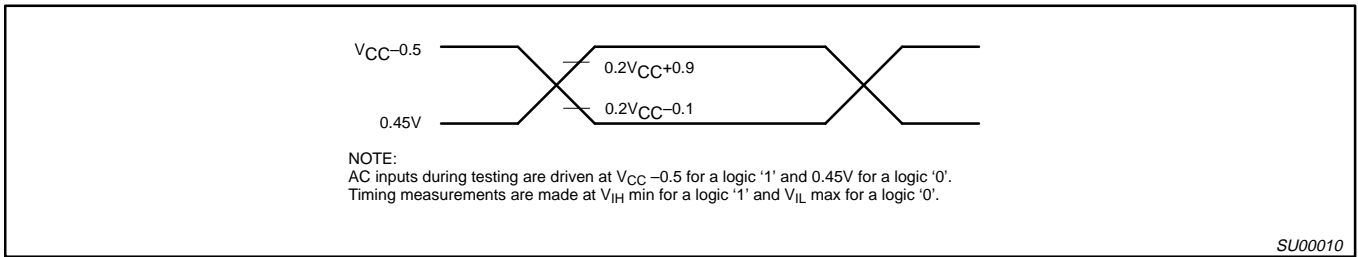 VCC–0.5
0.2VCC+0.9
0.2VCC–0.1
0.45V
NOTE:
AC inputs during testing are driven at VCC –0.5 for a logic ‘1’ and 0.45V for a logic ‘0’.
Timing measurements are made at VIH min for a logic ‘1’ and VIL max for a logic ‘0’.
SU00010